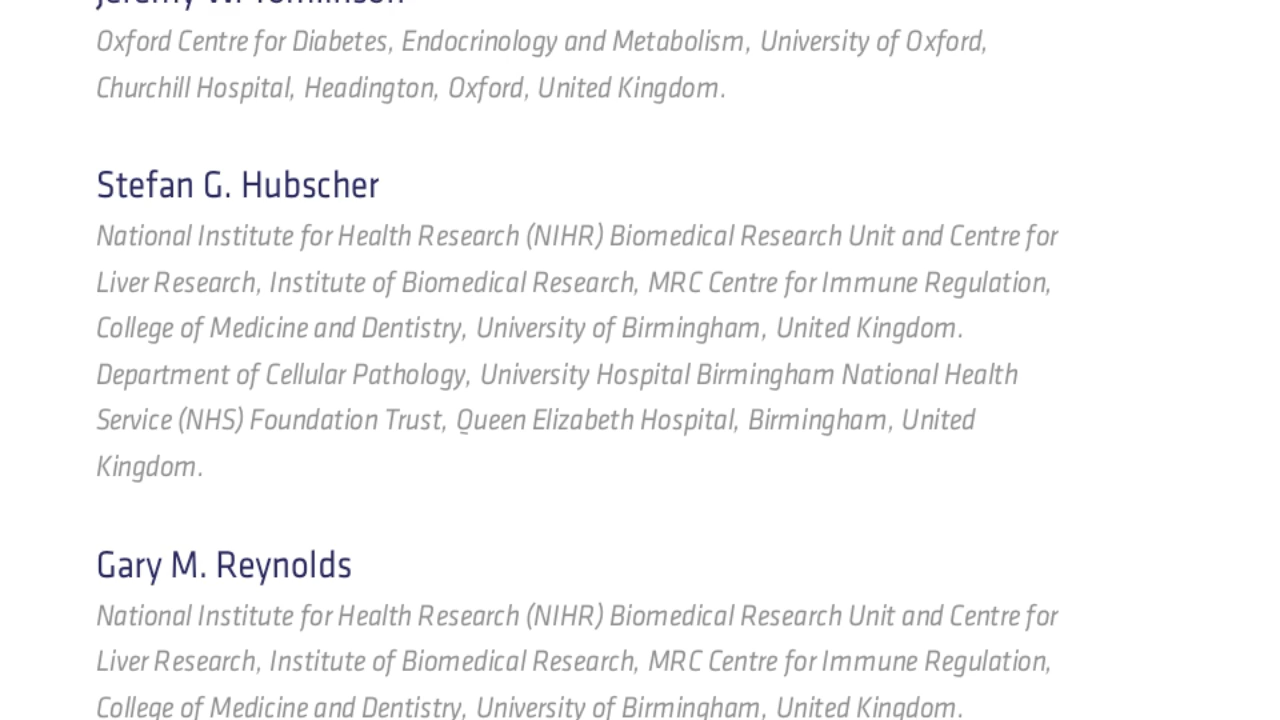 Jeremy W. Tomlinson
Oxford Centre for Diabetes, Endocrinology and Metabolism, University of Oxford,
Churchill Hospital, Headington, Oxford, United Kingdom.
Stefan G. Hubscher
National Institute for Health Research (NIHR) Biomedical Research Unit and Centre for
Liver Research, Institute of Biomedical Research, MRC Centre for Immune Regulation,
College of Medicine and Dentistry, University of Birmingham, United Kingdom.
Department of Cellular Pathology, University Hospital Birmingham National Health
Service (NHS) Foundation Trust, Queen Elizabeth Hospital, Birmingham, United
Kingdom.
Gary M. Reynolds
National Institute for Health Research (NIHR) Biomedical Research Unit and Centre for
Liver Research, Institute of Biomedical Research, MRC Centre for Immune Regulation,
College of Medicine and Dentistry, University of Birmingham, United Kingdom.